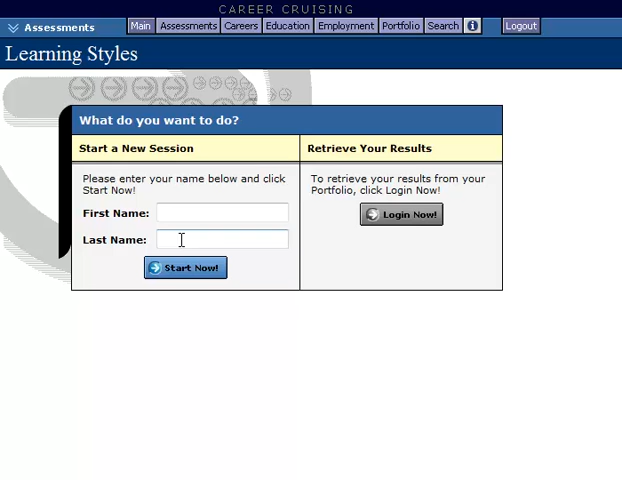 CAREER CRUISING
Assessments
Main Assessments Careers Education Employment Portfolio Search i Logout
Learning Styles
What do you want to do?
Start a New Session
Please enter your name below and click
Start Now!
First Name:
Last Name:
Start Now!
Retrieve Your Results
To retrieve your results from your
Portfolio, click Login Now!
Login Now!